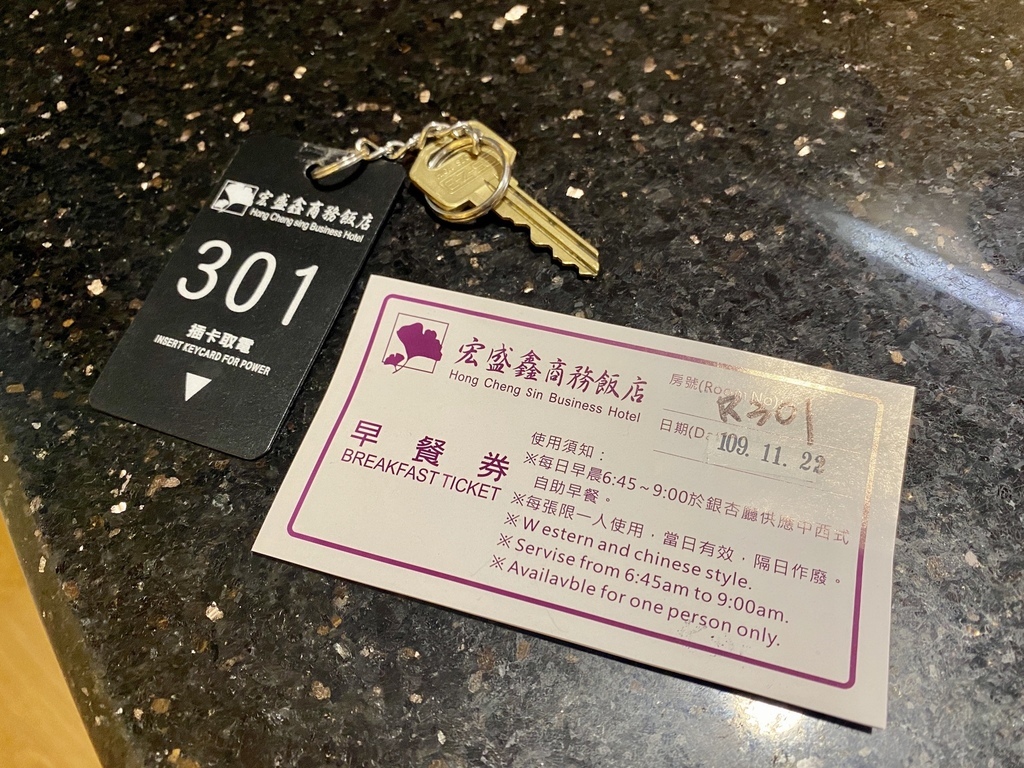 宏盛鑫商務飯店
Hong Cheng sing Business Hotel
301
插卡取電
INSERT KEYCARD FOR POWER
宏盛鑫商務飯店
Hong Cheng Sin Business Hotel
房號(Room No)
R301
日期(Da
109. 11. 22
早餐券
BREAKFAST TICKET
使用須知：
※每日早晨6:45～9:00於銀杏廳供應中西式
自助早餐。
※每張限一人使用，當日有效，隔日作廢。
※Western and chinese style.
※Servise from 6:45am to 9:00am.
※Availavble for one person only.